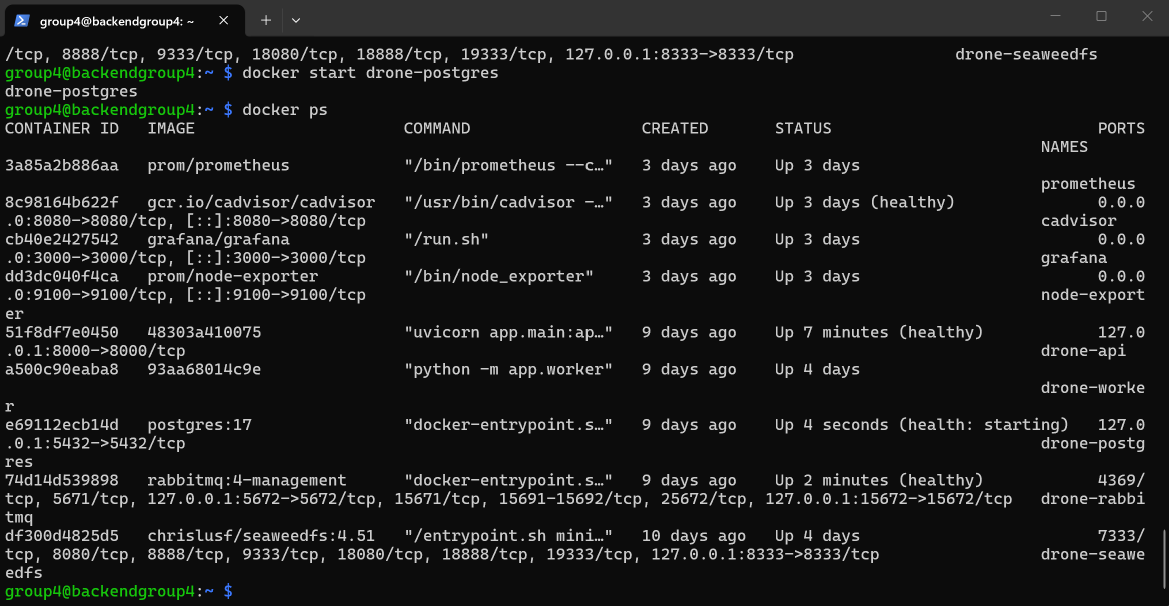 group4@backendgroup4: ~
/tcp, 8888/tcp, 9333/tcp, 18080/tcp, 18888/tcp, 19333/tcp, 127.0.0.1:8333->8333/tcp                 drone-seaweedfs
group4@backendgroup4:~ $ docker start drone-postgres
drone-postgres
group4@backendgroup4:~ $ docker ps
CONTAINER ID   IMAGE                      COMMAND                  CREATED       STATUS                            PORTS
NAMES
3a85a2b886aa   prom/prometheus            "/bin/prometheus --c…"   3 days ago    Up 3 days
prometheus
8c98164b622f   gcr.io/cadvisor/cadvisor   "/usr/bin/cadvisor -…"   3 days ago    Up 3 days (healthy)               0.0.0
.0:8080->8080/tcp, [::]:8080->8080/tcp                                                                       cadvisor
cb40e2427542   grafana/grafana            "/run.sh"                3 days ago    Up 3 days                         0.0.0
.0:3000->3000/tcp, [::]:3000->3000/tcp                                                                       grafana
dd3dc040f4ca   prom/node-exporter         "/bin/node_exporter"     3 days ago    Up 3 days                         0.0.0
.0:9100->9100/tcp, [::]:9100->9100/tcp                                                                       node-export
er
51f8df7e0450   48303a410075               "uvicorn app.main:ap…"   9 days ago    Up 7 minutes (healthy)            127.0
.0.1:8000->8000/tcp                                                                                          drone-api
a500c90eaba8   93aa68014c9e               "python -m app.worker"   9 days ago    Up 4 days
drone-worke
r
e69112ecb14d   postgres:17                "docker-entrypoint.s…"   9 days ago    Up 4 seconds (health: starting)   127.0
.0.1:5432->5432/tcp                                                                                          drone-postg
res
74d14d539898   rabbitmq:4-management      "docker-entrypoint.s…"   9 days ago    Up 2 minutes (healthy)            4369/
tcp, 5671/tcp, 127.0.0.1:5672->5672/tcp, 15671/tcp, 15691-15692/tcp, 25672/tcp, 127.0.0.1:15672->15672/tcp   drone-rabbi
tmq
df300d4825d5   chrislusf/seaweedfs:4.51   "/entrypoint.sh mini…"   10 days ago   Up 4 days                         7333/
tcp, 8080/tcp, 8888/tcp, 9333/tcp, 18080/tcp, 18888/tcp, 19333/tcp, 127.0.0.1:8333->8333/tcp                 drone-seawe
edfs
group4@backendgroup4:~ $